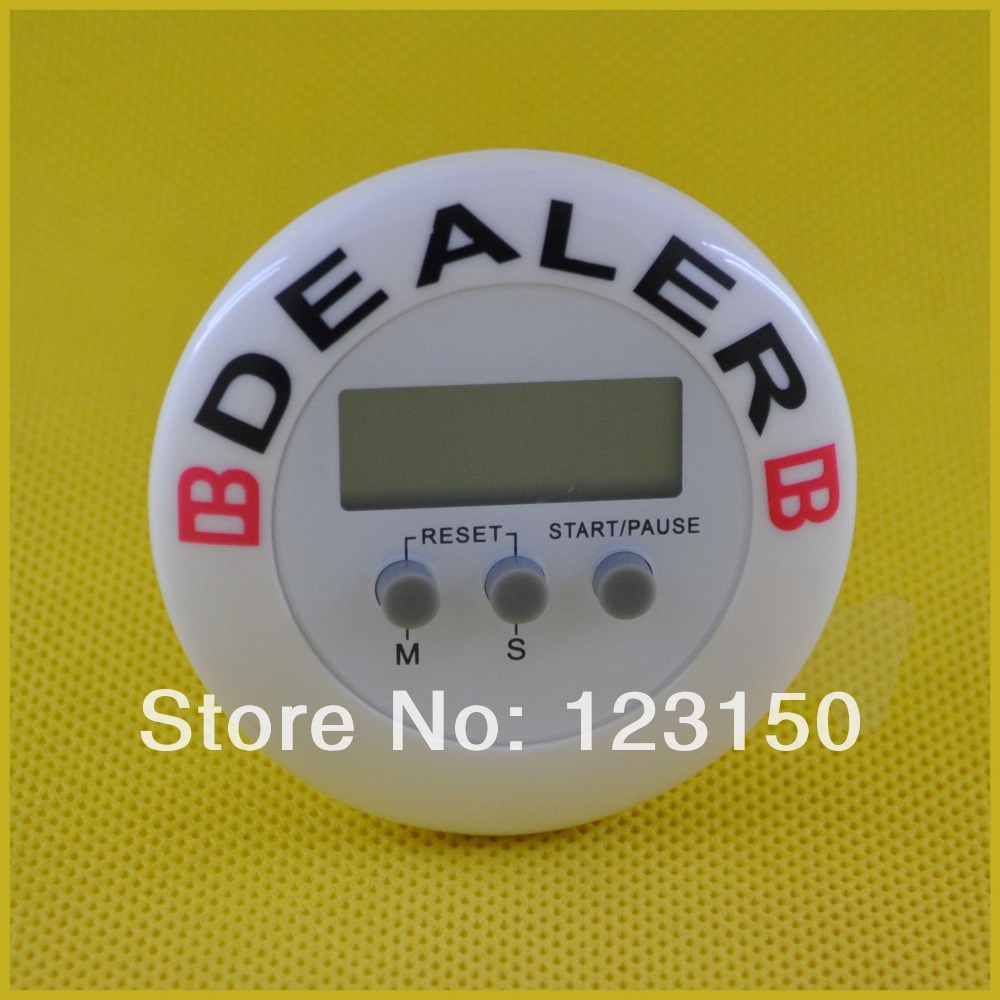 DEALER
RESET START/PAUSE
M S
Store No: 123150